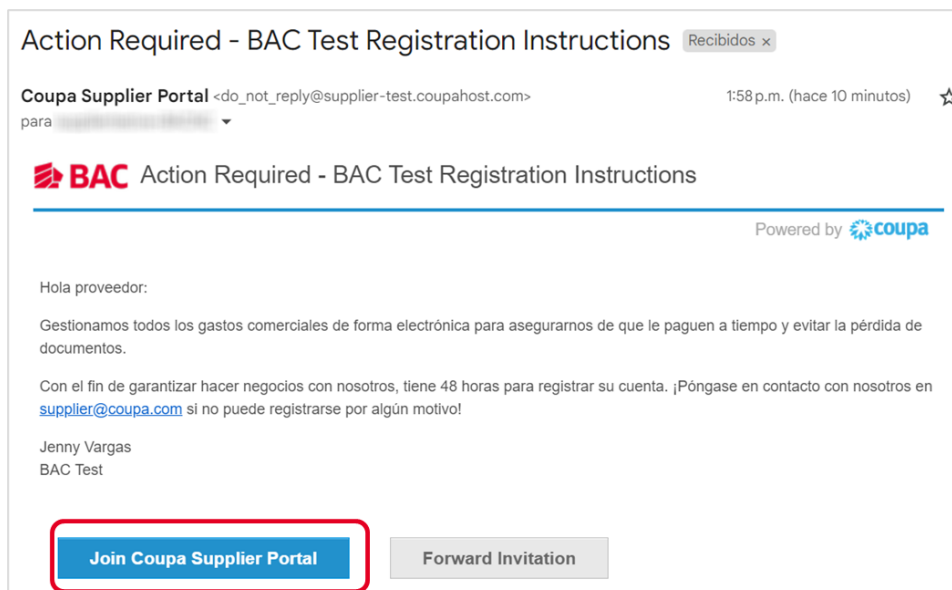 Action Required - BAC Test Registration Instructions Recibidos ×
Coupa Supplier Portal <do_not_reply@supplier-test.coupahost.com> 1:58 p.m. (hace 10 minutos)
para
BAC Action Required - BAC Test Registration Instructions
Powered by coupa
Hola proveedor:
Gestionamos todos los gastos comerciales de forma electrónica para asegurarnos de que le paguen a tiempo y evitar la pérdida de
documentos.
Con el fin de garantizar hacer negocios con nosotros, tiene 48 horas para registrar su cuenta. ¡Póngase en contacto con nosotros en
supplier@coupa.com si no puede registrarse por algún motivo!
Jenny Vargas
BAC Test
Join Coupa Supplier Portal Forward Invitation